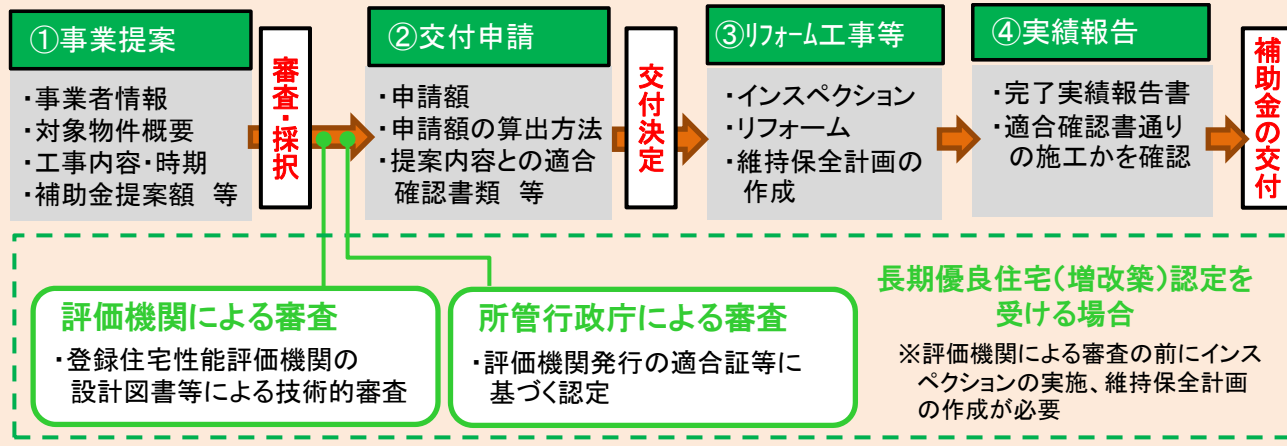 ①事業提案
・事業者情報
・対象物件概要
・工事内容・時期
・補助金提案額 等
審査・採択
②交付申請
・申請額
・申請額の算出方法
・提案内容との適合
確認書類 等
交付決定
③リフォーム工事等
・インスペクション
・リフォーム
・維持保全計画の
作成
④実績報告
・完了実績報告書
・適合確認書通り
の施工かを確認
補助金の交付
評価機関による審査
・登録住宅性能評価機関の
設計図書等による技術的審査
所管行政庁による審査
・評価機関発行の適合証等に
基づく認定
長期優良住宅(増改築)認定を
受ける場合
※評価機関による審査の前にインス
ペクションの実施、維持保全計画
の作成が必要